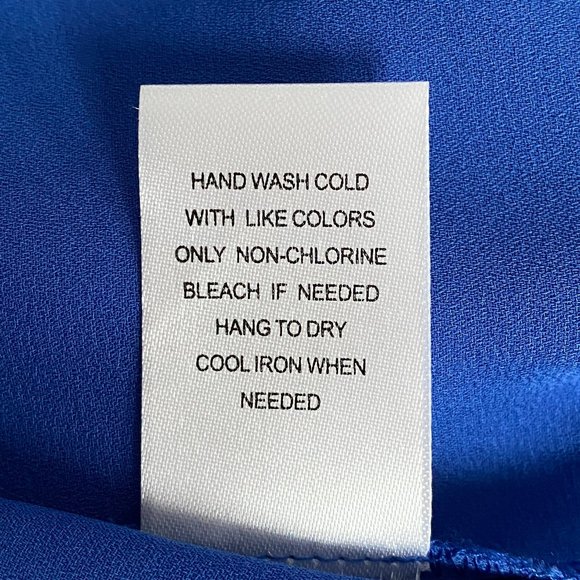 HAND WASH COLD
WITH LIKE COLORS
ONLY NON-CHLORINE
BLEACH IF NEEDED
HANG TO DRY
COOL IRON WHEN
NEEDED